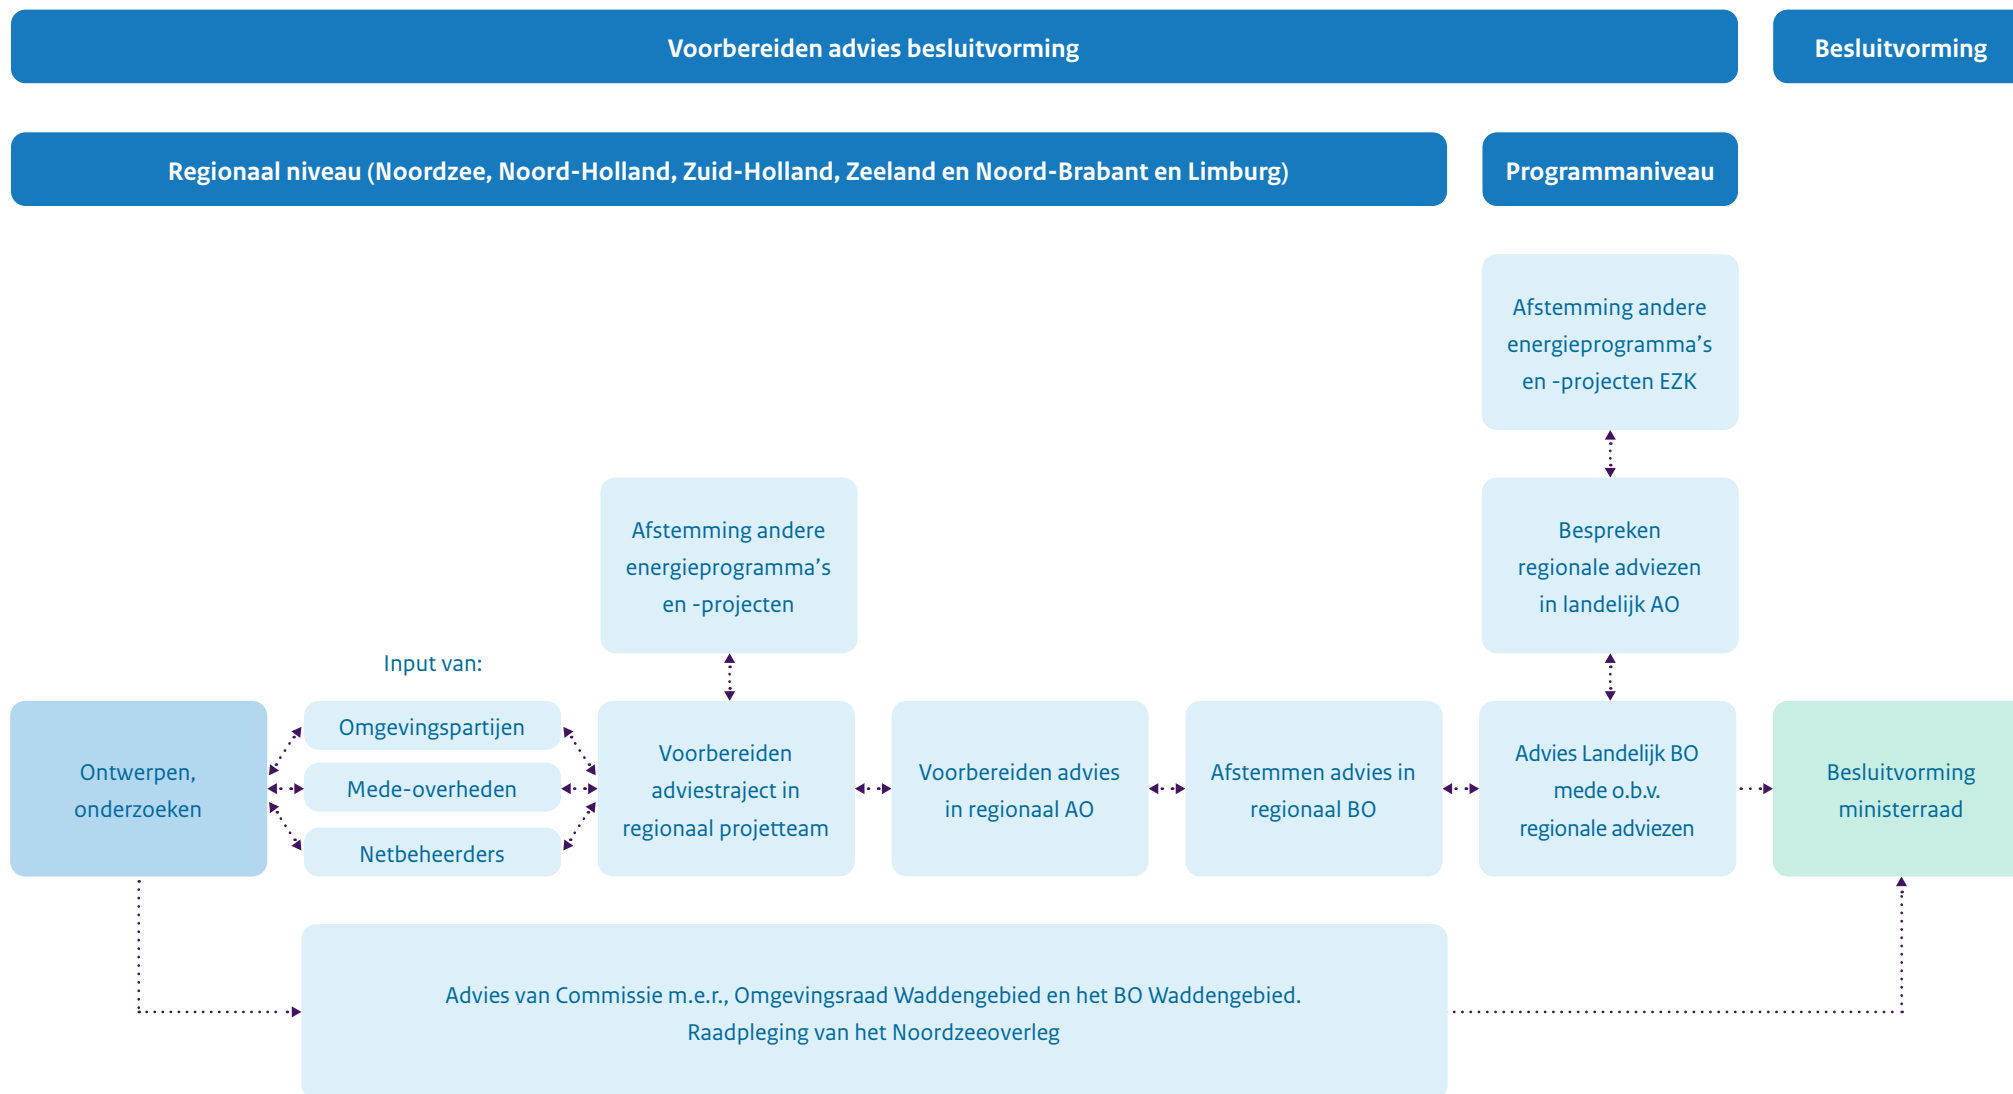 Voorbereiden advies besluitvorming
Besluitvorming
Regionaal niveau (Noordzee, Noord-Holland, Zuid-Holland, Zeeland en Noord-Brabant en Limburg)
Programmaniveau
Afstemming andere
energieprogramma’s
en -projecten EZK
Afstemming andere
energieprogramma’s
en -projecten
Bespreken
regionale adviezen
in landelijk AO
Input van:
Ontwerpen,
onderzoeken
Omgevingspartijen
Mede-overheden
Netbeheerders
Voorbereiden
adviestraject in
regionaal projetteam
Voorbereiden advies
in regionaal AO
Afstemmen advies in
regionaal BO
Advies Landelijk BO
mede o.b.v.
regionale adviezen
Besluitvorming
ministerraad
Advies van Commissie m.e.r., Omgevingsraad Waddengebied en het BO Waddengebied.
Raadpleging van het Noordzeeoverleg